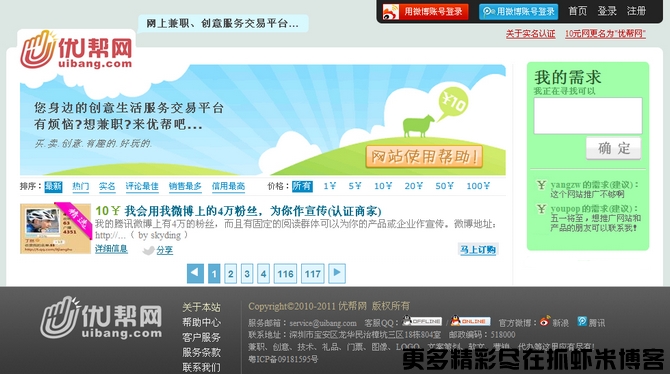 用微博账号登录 用微博账号登录 首页 登录 注册
网上兼职、创意服务交易平台...
关于实名认证 10元网更名为"优帮网"
优帮网
uibang.com
您身边的创意生活服务交易平台
有烦恼?想兼职?来优帮吧...
买.卖.创意.有趣的.好玩的.
¥10
网站使用帮助!
我的需求
我正在寻找可以
确 定
yangzw 的需求(建议):
这个网站推广不够啊
youpop 的需求(建议):
五一将至，想推广网站和
产品的朋友可以联系我!
排序: 最新 热门 实名 评论最佳 销售最多 信用最高 价格: 所有 1¥ 5¥ 10¥ 20¥ 50¥ 100¥
精选
10¥ 我会用我微博上的4万粉丝，为你作宣传(认证商家)
我的腾讯微博上有4万的粉丝，而且有固定的阅读群体可以为你的产品或企业作宣传。微博地址:
http://... ( by skyding )
详细信息 分享 马上订购
1 2 3 4 116 117
优帮网
uibang.com
关于本站
帮助中心
客户服务
服务条款
联系我们
Copyright©2010-2011 优帮网 版权所有
服务邮箱: service@uibang.com 客服QQ: OFFLINE / ONLINE 官方微博: 新浪 腾讯
联系地址: 深圳市宝安区龙华民治樟坑三区18栋804室 邮政编码: 518000
兼职、创意、技术、礼品、门票、图像、LOGO、文案策划、软文、营销、代办等这里应有尽有!
粤ICP备09181595号
更多精彩尽在抓虾米博客